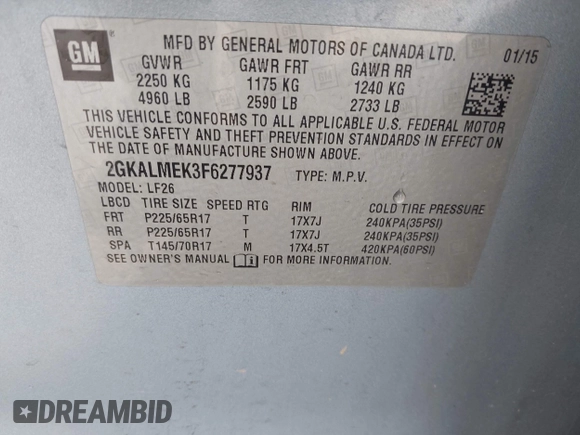 GM
MFD BY GENERAL MOTORS OF CANADA LTD. 01/15
GVWR GAWR FRT GAWR RR
2250 KG 1175 KG 1240 KG
4960 LB 2590 LB 2733 LB
THIS VEHICLE CONFORMS TO ALL APPLICABLE U.S. FEDERAL MOTOR
VEHICLE SAFETY AND THEFT PREVENTION STANDARDS IN EFFECT ON
THE DATE OF MANUFACTURE SHOWN ABOVE.
2GKALMEK3F6277937 TYPE: M.P.V.
MODEL: LF26
LBCD TIRE SIZE SPEED RTG RIM COLD TIRE PRESSURE
FRT P225/65R17 T 17X7J 240KPA(35PSI)
RR P225/65R17 T 17X7J 240KPA(35PSI)
SPA T145/70R17 M 17X4.5T 420KPA(60PSI)
SEE OWNER'S MANUAL FOR MORE INFORMATION.
DREAMBID